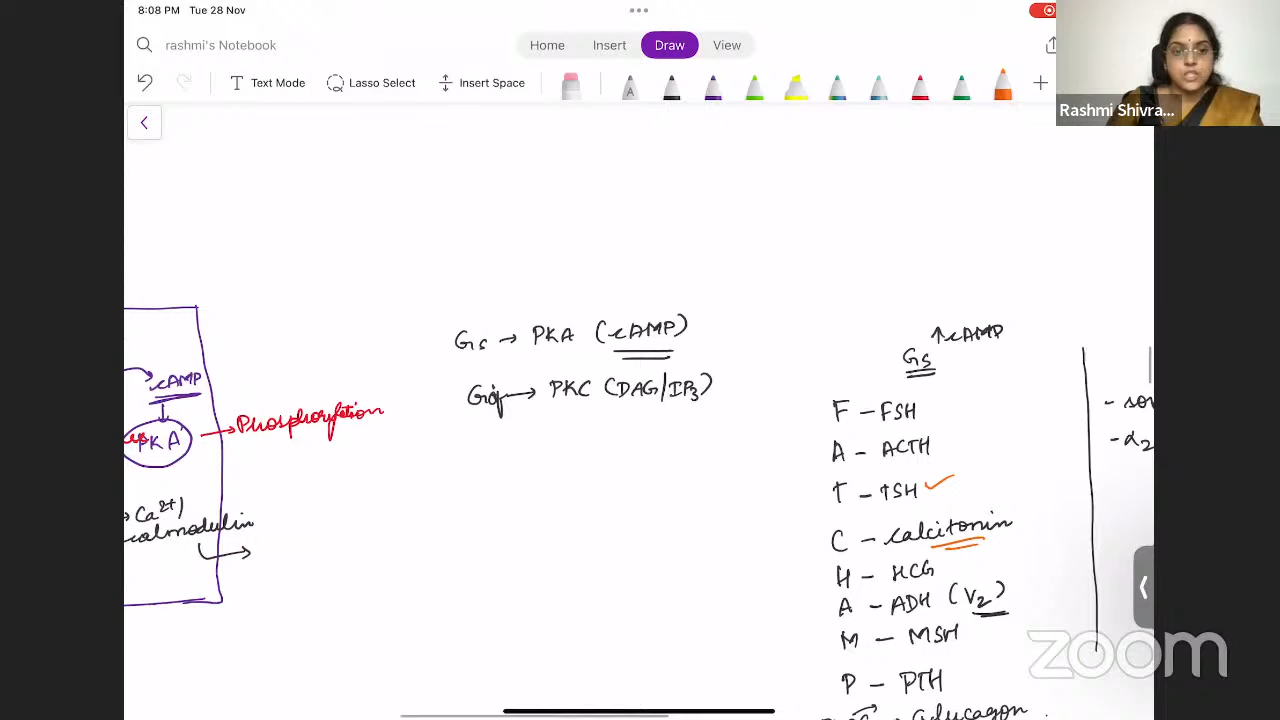 8:08 PM Tue 28 Nov
rashmi's Notebook
Home Insert Draw View
Text Mode Lasso Select Insert Space
Rashmi Shivra...
cAMP
PKA
Phosphorylation
Ca2+/
calmodulin
Gs → PKA (cAMP)
Gq → PKC (DAG/IP3)
↑cAMP
Gs
F - FSH
A - ACTH
T - TSH ✓
C - calcitonin
H - HCG
A - ADH (V2)
M - MSH
P - PTH
Glucagon
- α2
zoom